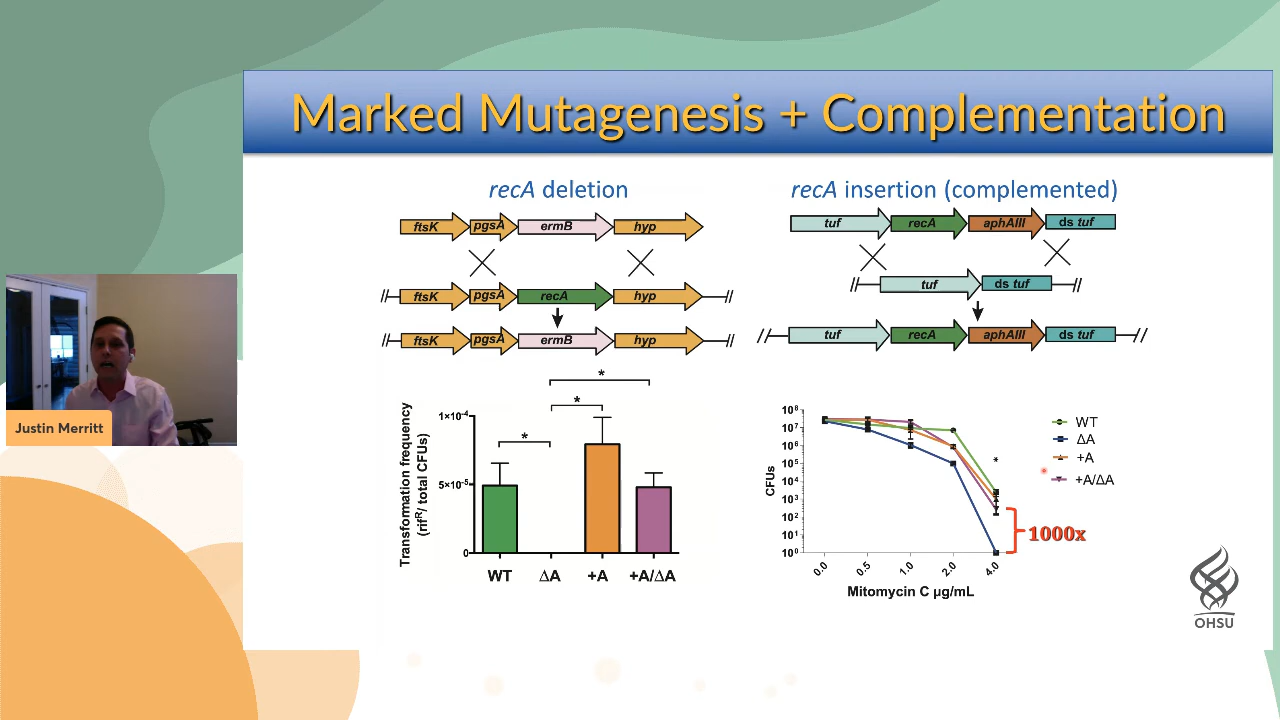 Marked Mutagenesis + Complementation
recA deletion
ftsK pgsA ermB hyp
ftsK pgsA recA hyp
ftsK pgsA ermB hyp
recA insertion (complemented)
tuf recA aphAIII ds tuf
tuf ds tuf
tuf recA aphAIII ds tuf
Justin Merritt
Transformation frequency
(rifR/ total CFUs)
1×10-4
5×10-5
0
*
*
*
WT ΔA +A +A/ΔA
CFUs
10⁸
10⁷
10⁶
10⁵
10⁴
10³
10²
10¹
10⁰
0.0 0.5 1.0 2.0 4.0
Mitomycin C µg/mL
*
WT
ΔA
+A
+A/ΔA
1000x
OHSU